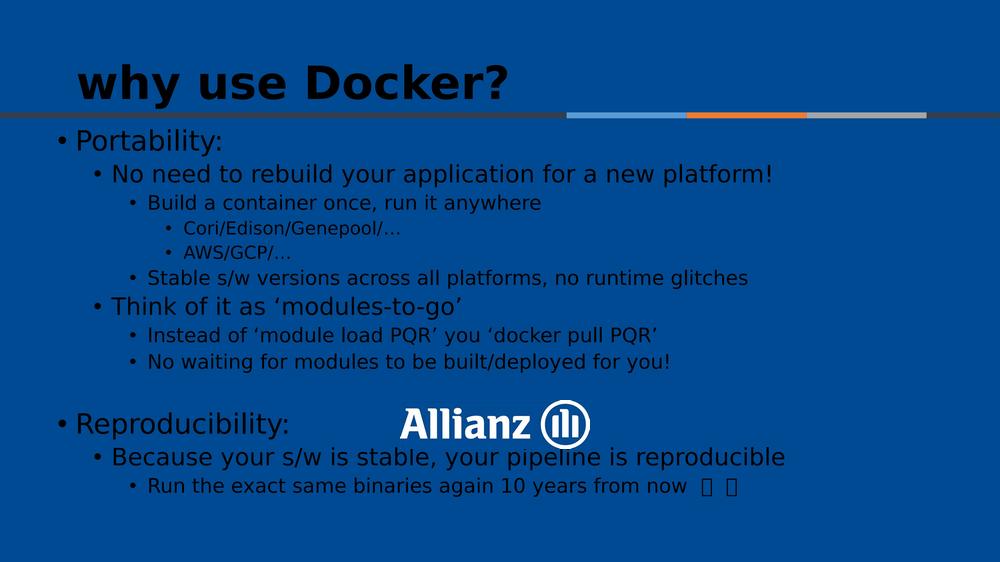 why use Docker?
• Portability:
• No need to rebuild your application for a new platform!
• Build a container once, run it anywhere
• Cori/Edison/Genepool/…
• AWS/GCP/…
• Stable s/w versions across all platforms, no runtime glitches
• Think of it as ‘modules-to-go’
• Instead of ‘module load PQR’ you ‘docker pull PQR’
• No waiting for modules to be built/deployed for you!
• Reproducibility:
Allianz
• Because your s/w is stable, your pipeline is reproducible
• Run the exact same binaries again 10 years from now